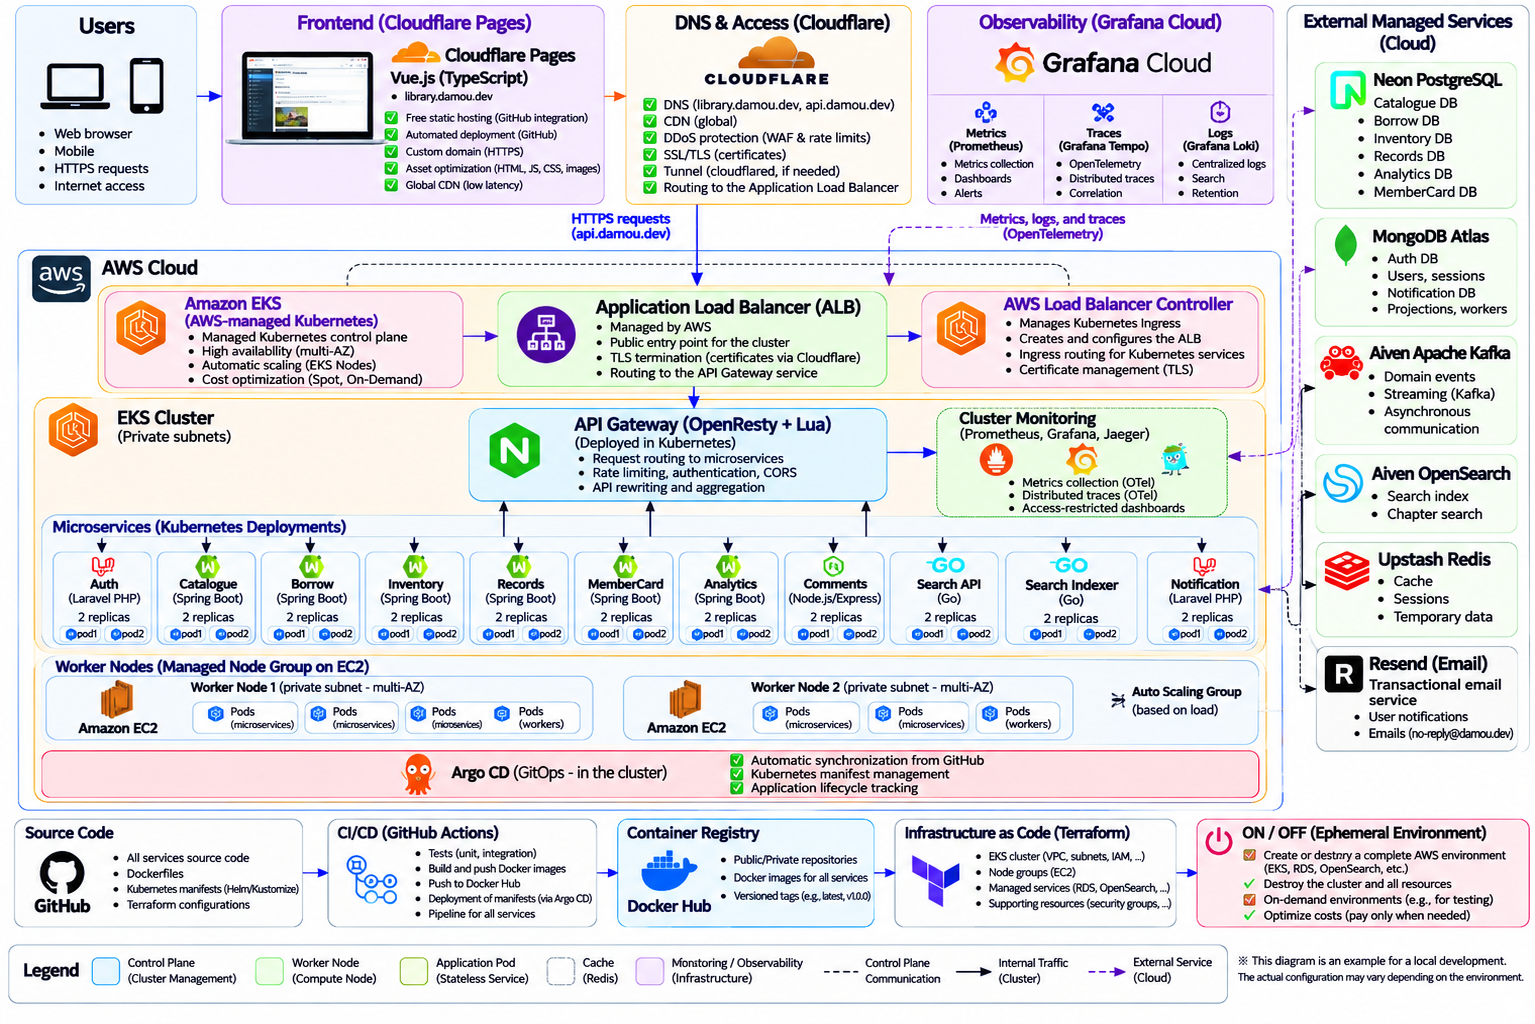 Users
Web browser
Mobile
HTTPS requests
Internet access
Frontend (Cloudflare Pages)
Cloudflare Pages
Vue.js (TypeScript)
library.damou.dev
Free static hosting (GitHub integration)
Automated deployment (GitHub)
Custom domain (HTTPS)
Asset optimization (HTML, JS, CSS, images)
Global CDN (low latency)
DNS & Access (Cloudflare)
CLOUDFLARE
DNS (library.damou.dev, api.damou.dev)
CDN (global)
DDoS protection (WAF & rate limits)
SSL/TLS (certificates)
Tunnel (cloudflared, if needed)
Routing to the Application Load Balancer
Observability (Grafana Cloud)
Grafana Cloud
Metrics
(Prometheus)
Metrics collection
Dashboards
Alerts
Traces
(Grafana Tempo)
OpenTelemetry
Distributed traces
Correlation
Logs
(Grafana Loki)
Centralized logs
Search
Retention
External Managed Services
(Cloud)
Neon PostgreSQL
Catalogue DB
Borrow DB
Inventory DB
Records DB
Analytics DB
MemberCard DB
MongoDB Atlas
Auth DB
Users, sessions
Notification DB
Projections, workers
Aiven Apache Kafka
Domain events
Streaming (Kafka)
Asynchronous
communication
Aiven OpenSearch
Search index
Chapter search
Upstash Redis
Cache
Sessions
Temporary data
R
Resend (Email)
Transactional email
service
User notifications
Emails (no-reply@damou.dev)
HTTPS requests
(api.damou.dev)
Metrics, logs, and traces
(OpenTelemetry)
aws
AWS Cloud
Amazon EKS
(AWS-managed Kubernetes)
Managed Kubernetes control plane
High availability (multi-AZ)
Automatic scaling (EKS Nodes)
Cost optimization (Spot, On-Demand)
Application Load Balancer (ALB)
Managed by AWS
Public entry point for the cluster
TLS termination (certificates via Cloudflare)
Routing to the API Gateway service
AWS Load Balancer Controller
Manages Kubernetes Ingress
Creates and configures the ALB
Ingress routing for Kubernetes services
Certificate management (TLS)
EKS Cluster
(Private subnets)
N
API Gateway (OpenResty + Lua)
(Deployed in Kubernetes)
Request routing to microservices
Rate limiting, authentication, CORS
API rewriting and aggregation
Cluster Monitoring
(Prometheus, Grafana, Jaeger)
Metrics collection (OTel)
Distributed traces (OTel)
Access-restricted dashboards
Microservices (Kubernetes Deployments)
Auth
(Laravel PHP)
2 replicas
pod1 pod2
Catalogue
(Spring Boot)
2 replicas
pod1 pod2
Borrow
(Spring Boot)
2 replicas
pod1 pod2
Inventory
(Spring Boot)
2 replicas
pod1 pod2
Records
(Spring Boot)
2 replicas
pod1 pod2
MemberCard
(Spring Boot)
2 replicas
pod1 pod2
Analytics
(Spring Boot)
2 replicas
pod1 pod2
Comments
(Node.js/Express)
2 replicas
pod1 pod2
GO
Search API
(Go)
2 replicas
pod1 pod2
GO
Search Indexer
(Go)
2 replicas
pod1 pod2
Notification
(Laravel PHP)
2 replicas
pod1 pod2
Worker Nodes (Managed Node Group on EC2)
Amazon EC2
Worker Node 1 (private subnet - multi-AZ)
Pods
(microservices)
Pods
(microservices)
Pods
(microservices)
Pods
(workers)
Amazon EC2
Worker Node 2 (private subnet - multi-AZ)
Pods
(microservices)
Pods
(microservices)
Pods
(workers)
Auto Scaling Group
(based on load)
Argo CD (GitOps - in the cluster)
Automatic synchronization from GitHub
Kubernetes manifest management
Application lifecycle tracking
Source Code
GitHub
All services source code
Dockerfiles
Kubernetes manifests (Helm/Kustomize)
Terraform configurations
CI/CD (GitHub Actions)
Tests (unit, integration)
Build and push Docker images
Push to Docker Hub
Deployment of manifests (via Argo CD)
Pipeline for all services
Container Registry
Docker Hub
Public/Private repositories
Docker images for all services
Versioned tags (e.g., latest, v1.0.0)
Infrastructure as Code (Terraform)
EKS cluster (VPC, subnets, IAM, ...)
Node groups (EC2)
Managed services (RDS, OpenSearch, ...)
Supporting resources (security groups, ...)
ON / OFF (Ephemeral Environment)
Create or destroy a complete AWS environment
(EKS, RDS, OpenSearch, etc.)
Destroy the cluster and all resources
On-demand environments (e.g., for testing)
Optimize costs (pay only when needed)
Legend
Control Plane
(Cluster Management)
Worker Node
(Compute Node)
Application Pod
(Stateless Service)
Cache
(Redis)
Monitoring / Observability
(Infrastructure)
Control Plane
Communication
Internal Traffic
(Cluster)
External Service
(Cloud)
※ This diagram is an example for a local development.
The actual configuration may vary depending on the environment.